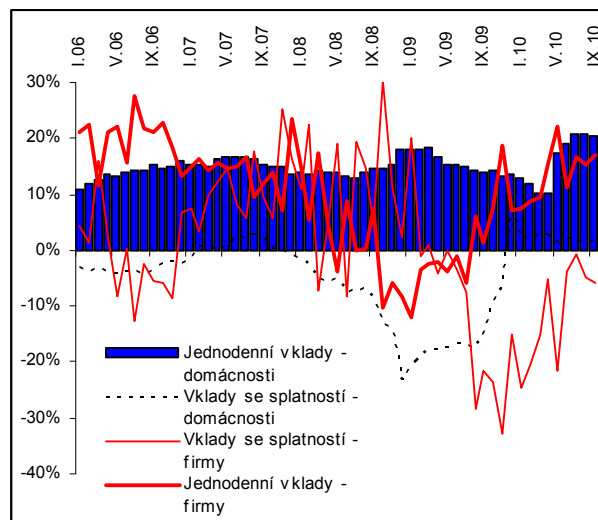 I.06
V.06
IX.06
I.07
V.07
IX.07
I.08
V.08
IX.08
I.09
V.09
IX.09
I.10
V.10
IX.10
30%
20%
10%
0%
-10%
-20%
-30%
-40%
Jednodenní vklady -
domácnosti
Vklady se splatností -
domácnosti
Vklady se splatností -
firmy
Jednodenní vklady -
firmy